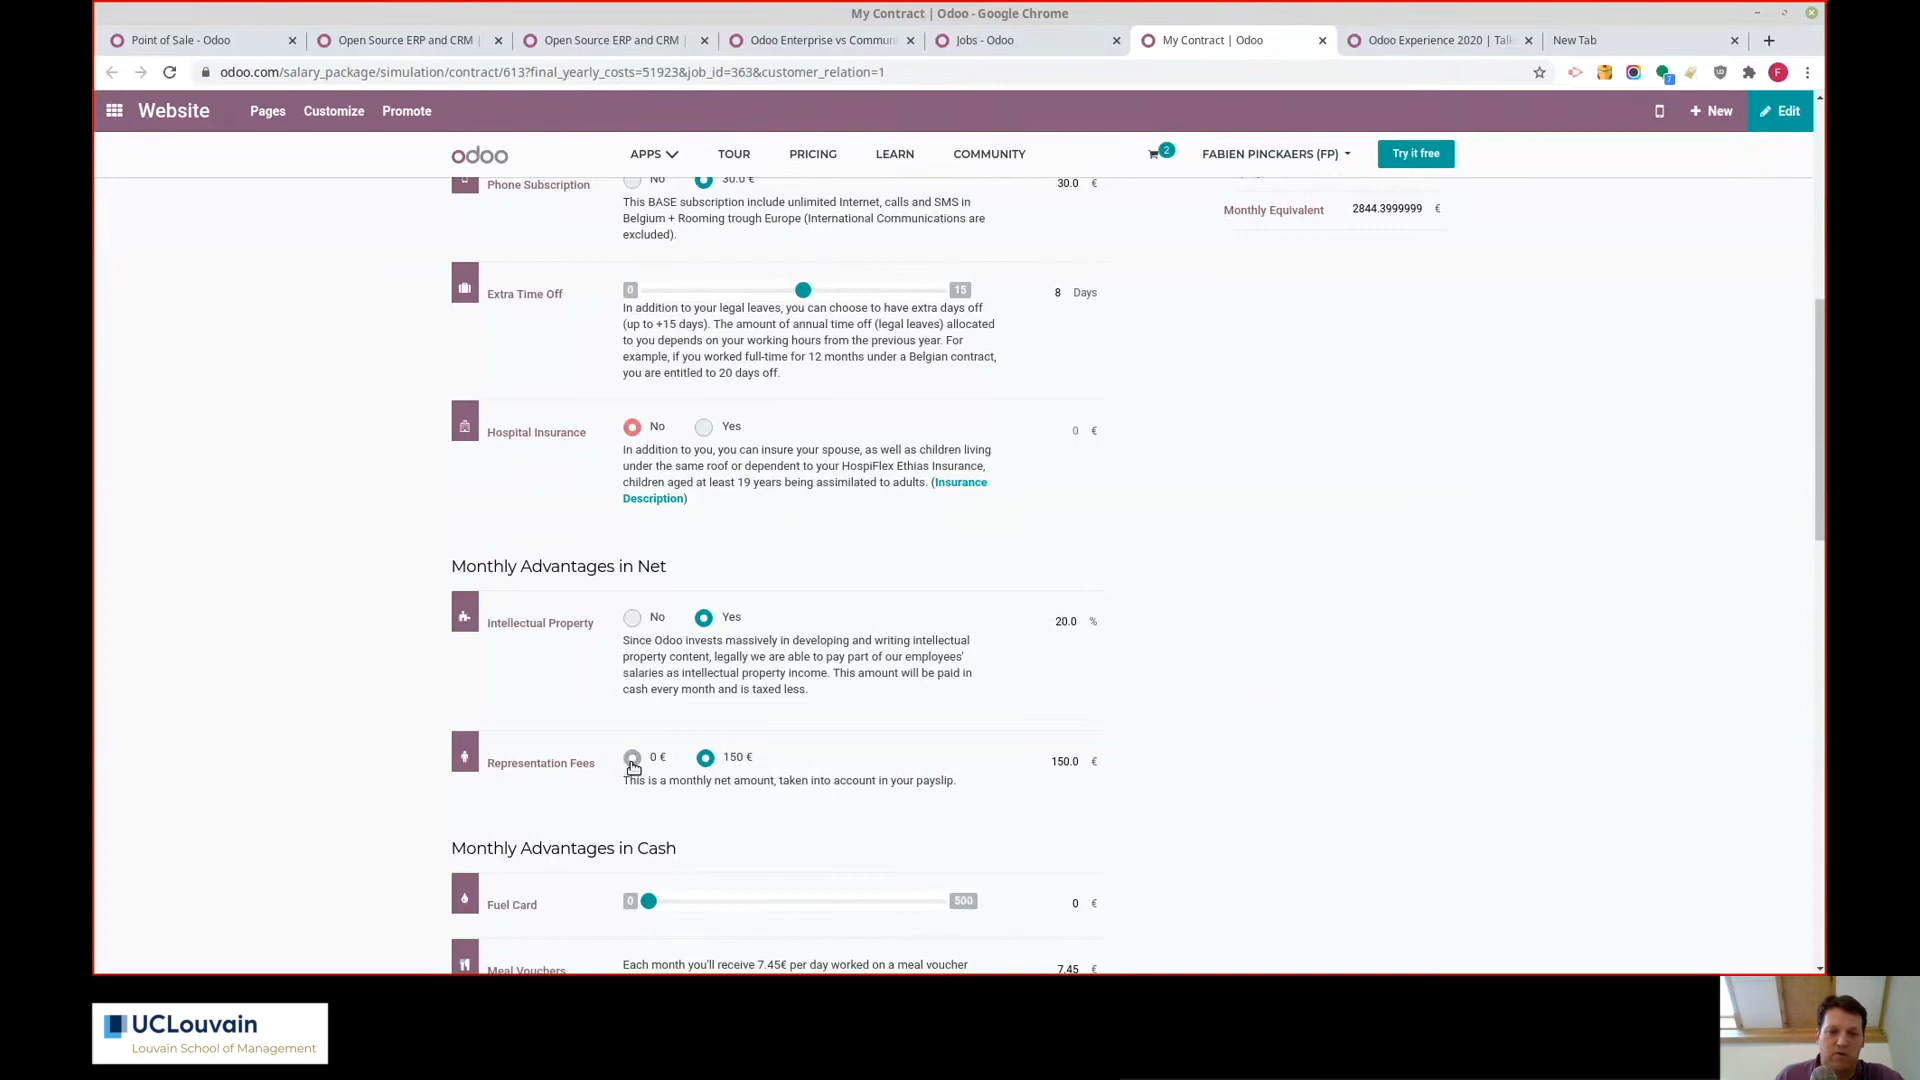 My Contract | Odoo - Google Chrome
Point of Sale - Odoo
Open Source ERP and CRM |
Open Source ERP and CRM |
Odoo Enterprise vs Commun
Jobs - Odoo
My Contract | Odoo
Odoo Experience 2020 | Talk
New Tab
odoo.com/salary_package/simulation/contract/613?final_yearly_costs=51923&job_id=363&customer_relation=1
7
F
Website
Pages
Customize
Promote
New
Edit
odoo
APPS
TOUR
PRICING
LEARN
COMMUNITY
2
FABIEN PINCKAERS (FP)
Try it free
Phone Subscription
No
30.0 €
30.0 €
This BASE subscription include unlimited Internet, calls and SMS in
Belgium + Rooming trough Europe (International Communications are
excluded).
Monthly Equivalent
2844.3999999 €
Extra Time Off
0
15
8 Days
In addition to your legal leaves, you can choose to have extra days off
(up to +15 days). The amount of annual time off (legal leaves) allocated
to you depends on your working hours from the previous year. For
example, if you worked full-time for 12 months under a Belgian contract,
you are entitled to 20 days off.
Hospital Insurance
No
Yes
0 €
In addition to you, you can insure your spouse, as well as children living
under the same roof or dependent to your HospiFlex Ethias Insurance,
children aged at least 19 years being assimilated to adults. (Insurance
Description)
Monthly Advantages in Net
Intellectual Property
No
Yes
20.0 %
Since Odoo invests massively in developing and writing intellectual
property content, legally we are able to pay part of our employees'
salaries as intellectual property income. This amount will be paid in
cash every month and is taxed less.
Representation Fees
0 €
150 €
150.0 €
This is a monthly net amount, taken into account in your payslip.
Monthly Advantages in Cash
Fuel Card
0
500
0 €
Meal Vouchers
Each month you'll receive 7.45€ per day worked on a meal voucher
7.45 €
UCLouvain
Louvain School of Management